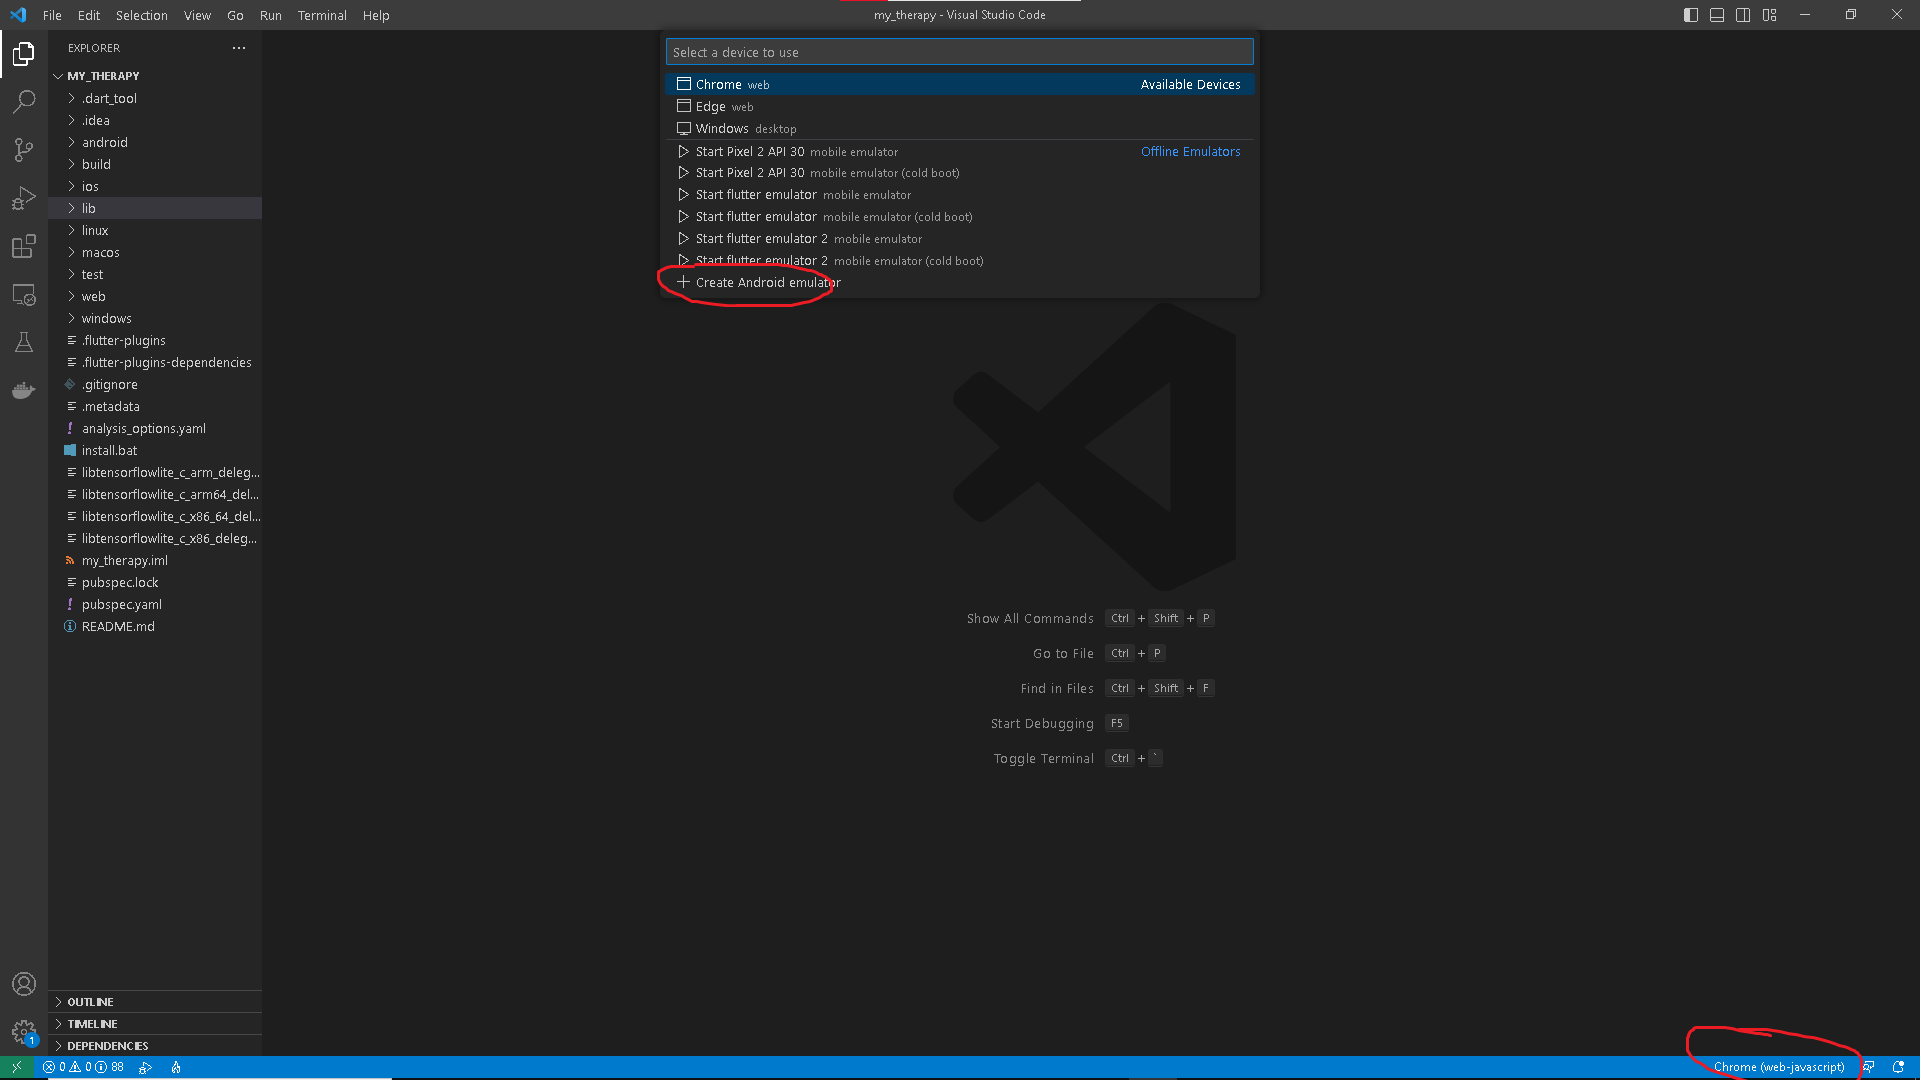 File Edit Selection View Go Run Terminal Help
my_therapy - Visual Studio Code
EXPLORER
MY_THERAPY
.dart_tool
.idea
android
build
ios
lib
linux
macos
test
web
windows
.flutter-plugins
.flutter-plugins-dependencies
.gitignore
.metadata
analysis_options.yaml
install.bat
libtensorflowlite_c_arm_deleg...
libtensorflowlite_c_arm64_del...
libtensorflowlite_c_x86_64_del...
libtensorflowlite_c_x86_deleg...
my_therapy.iml
pubspec.lock
pubspec.yaml
README.md
OUTLINE
TIMELINE
DEPENDENCIES
Select a device to use
Chrome web Available Devices
Edge web
Windows desktop
Start Pixel 2 API 30 mobile emulator Offline Emulators
Start Pixel 2 API 30 mobile emulator (cold boot)
Start flutter emulator mobile emulator
Start flutter emulator mobile emulator (cold boot)
Start flutter emulator 2 mobile emulator
Start flutter emulator 2 mobile emulator (cold boot)
Create Android emulator
Show All Commands Ctrl + Shift + P
Go to File Ctrl + P
Find in Files Ctrl + Shift + F
Start Debugging F5
Toggle Terminal Ctrl + `
1
0 0 88
Chrome (web-javascript)